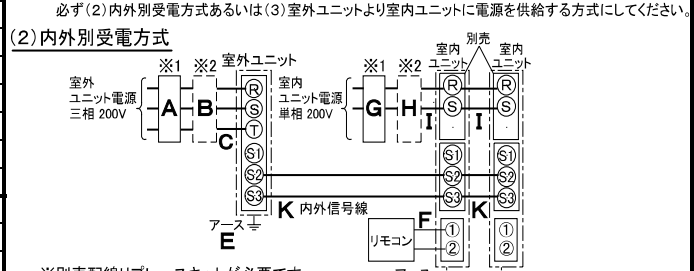 必ず(2)内外別受電方式あるいは(3)室外ユニットより室内ユニットに電源を供給する方式にしてください。
(2)内外別受電方式
※1 ※2 室外ユニット
室外
ユニット電源
三相 200V
A B C
R
S
T
S1
S2
S3
アース
E
※1 ※2
室内
ユニット電源
単相 200V
G H I I
別売
室内
ユニット
室内
ユニット
R
S
S1
S2
S3
R
S
S1
S2
S3
K 内外信号線
K
リモコン
F
①
②
①
②